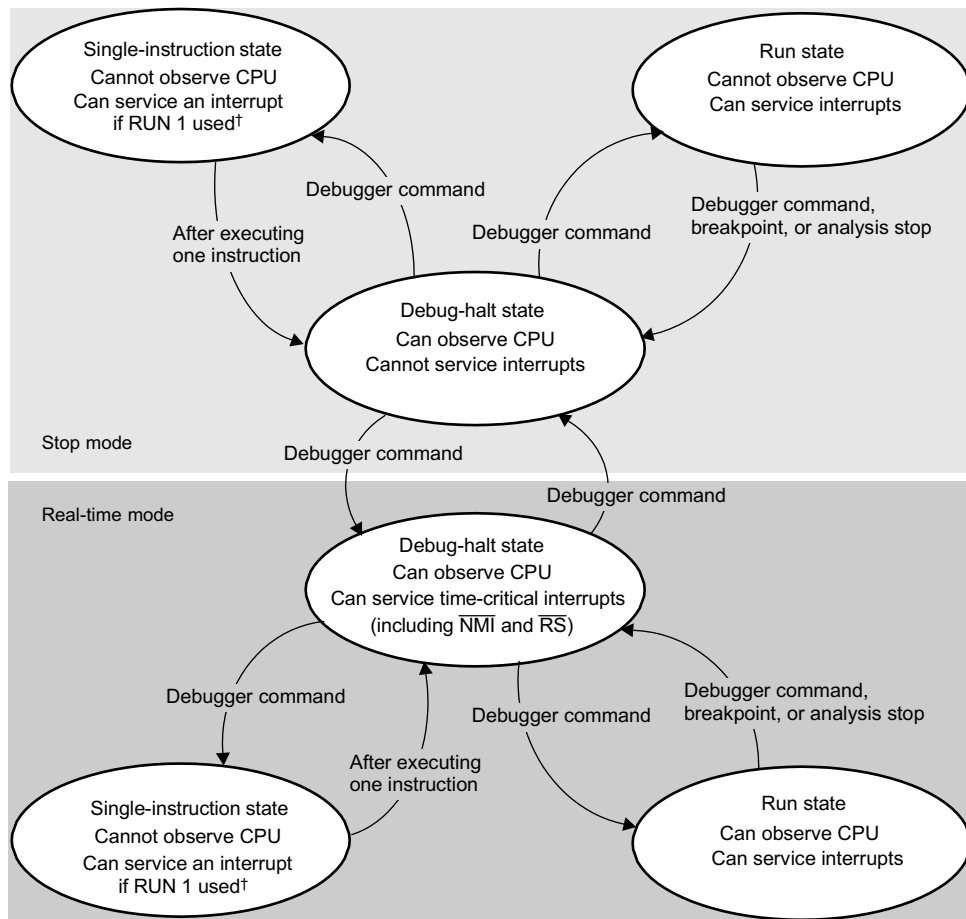 Single-instruction state
Cannot observe CPU
Can service an interrupt
if RUN 1 used†
Run state
Cannot observe CPU
Can service interrupts
Debugger command
Debugger command
Debugger command,
breakpoint, or analysis stop
After executing
one instruction
Debug-halt state
Can observe CPU
Cannot service interrupts
Stop mode
Debugger command
Debugger command
Real-time mode
Debug-halt state
Can observe CPU
Can service time-critical interrupts
(including N̅M̅I̅ and R̅S̅)
Debugger command
Debugger command
Debugger command,
breakpoint, or analysis stop
After executing
one instruction
Single-instruction state
Cannot observe CPU
Can service an interrupt
if RUN 1 used†
Run state
Can observe CPU
Can service interrupts